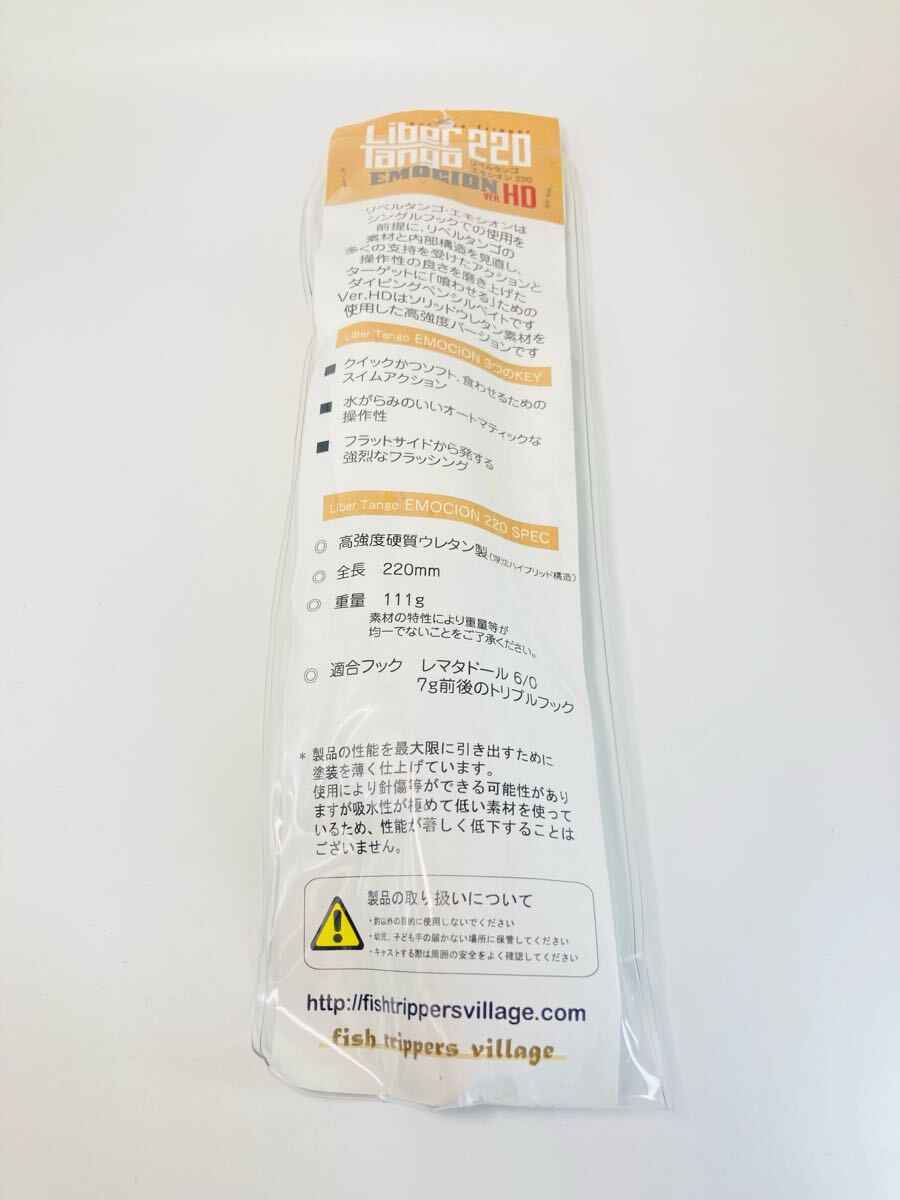 Liber
Tango 220
リベルタンゴ
エモシオン 220
EMOCION VER. HD
リベルタンゴ・エモシオンは
シングルフックでの使用を
前提に、リベルタンゴの
素材と内部構造を見直し、
多くの支持を受けたアクションと
操作性の良さを磨き上げた
ターゲットに「喰わせる」ための
ダイビングペンシルベイトです
Ver.HDはソリッドウレタン素材を
使用した高強度バージョンです
Liber Tango EMOCION 3つのKEY
■ クイックかつソフト、食わせるための
スイムアクション
■ 水がらみのいいオートマティックな
操作性
■ フラットサイドから発する
強烈なフラッシング
Liber Tango EMOCION 220 SPEC
◎ 高強度硬質ウレタン製(浮沈ハイブリッド構造)
◎ 全長 220mm
◎ 重量 111g
素材の特性により重量等が
均一でないことをご了承ください。
◎ 適合フック レマタドール 6/0
7g前後のトリプルフック
* 製品の性能を最大限に引き出すために
塗装を薄く仕上げています。
使用により針傷等ができる可能性があり
ますが吸水性が極めて低い素材を使って
いるため、性能が著しく低下することは
ございません。
製品の取り扱いについて
・釣以外の目的に使用しないでください
・幼児、子ども手の届かない場所に保管してください
・キャストする際は周囲の安全をよく確認してください
http://fishtrippersvillage.com
fish trippers village